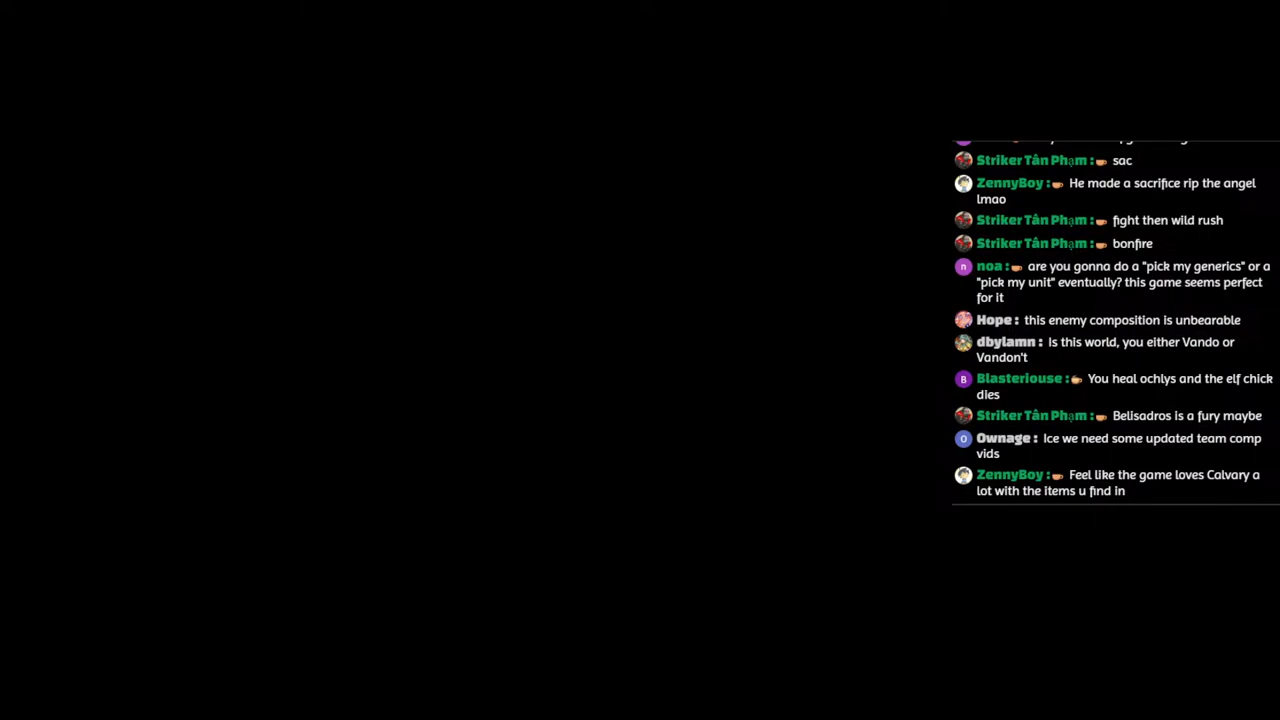 Striker Tân Phạm : sac
ZennyBoy : He made a sacrifice rip the angel
lmao
Striker Tân Phạm : fight then wild rush
Striker Tân Phạm : bonfire
n noa : are you gonna do a "pick my generics" or a
"pick my unit" eventually? this game seems perfect
for it
Hope : this enemy composition is unbearable
dbylamn : Is this world, you either Vando or
Vandon't
B Blasteriouse : You heal ochlys and the elf chick
dies
Striker Tân Phạm : Belisadros is a fury maybe
O Ownage : Ice we need some updated team comp
vids
ZennyBoy : Feel like the game loves Calvary a
lot with the items u find in